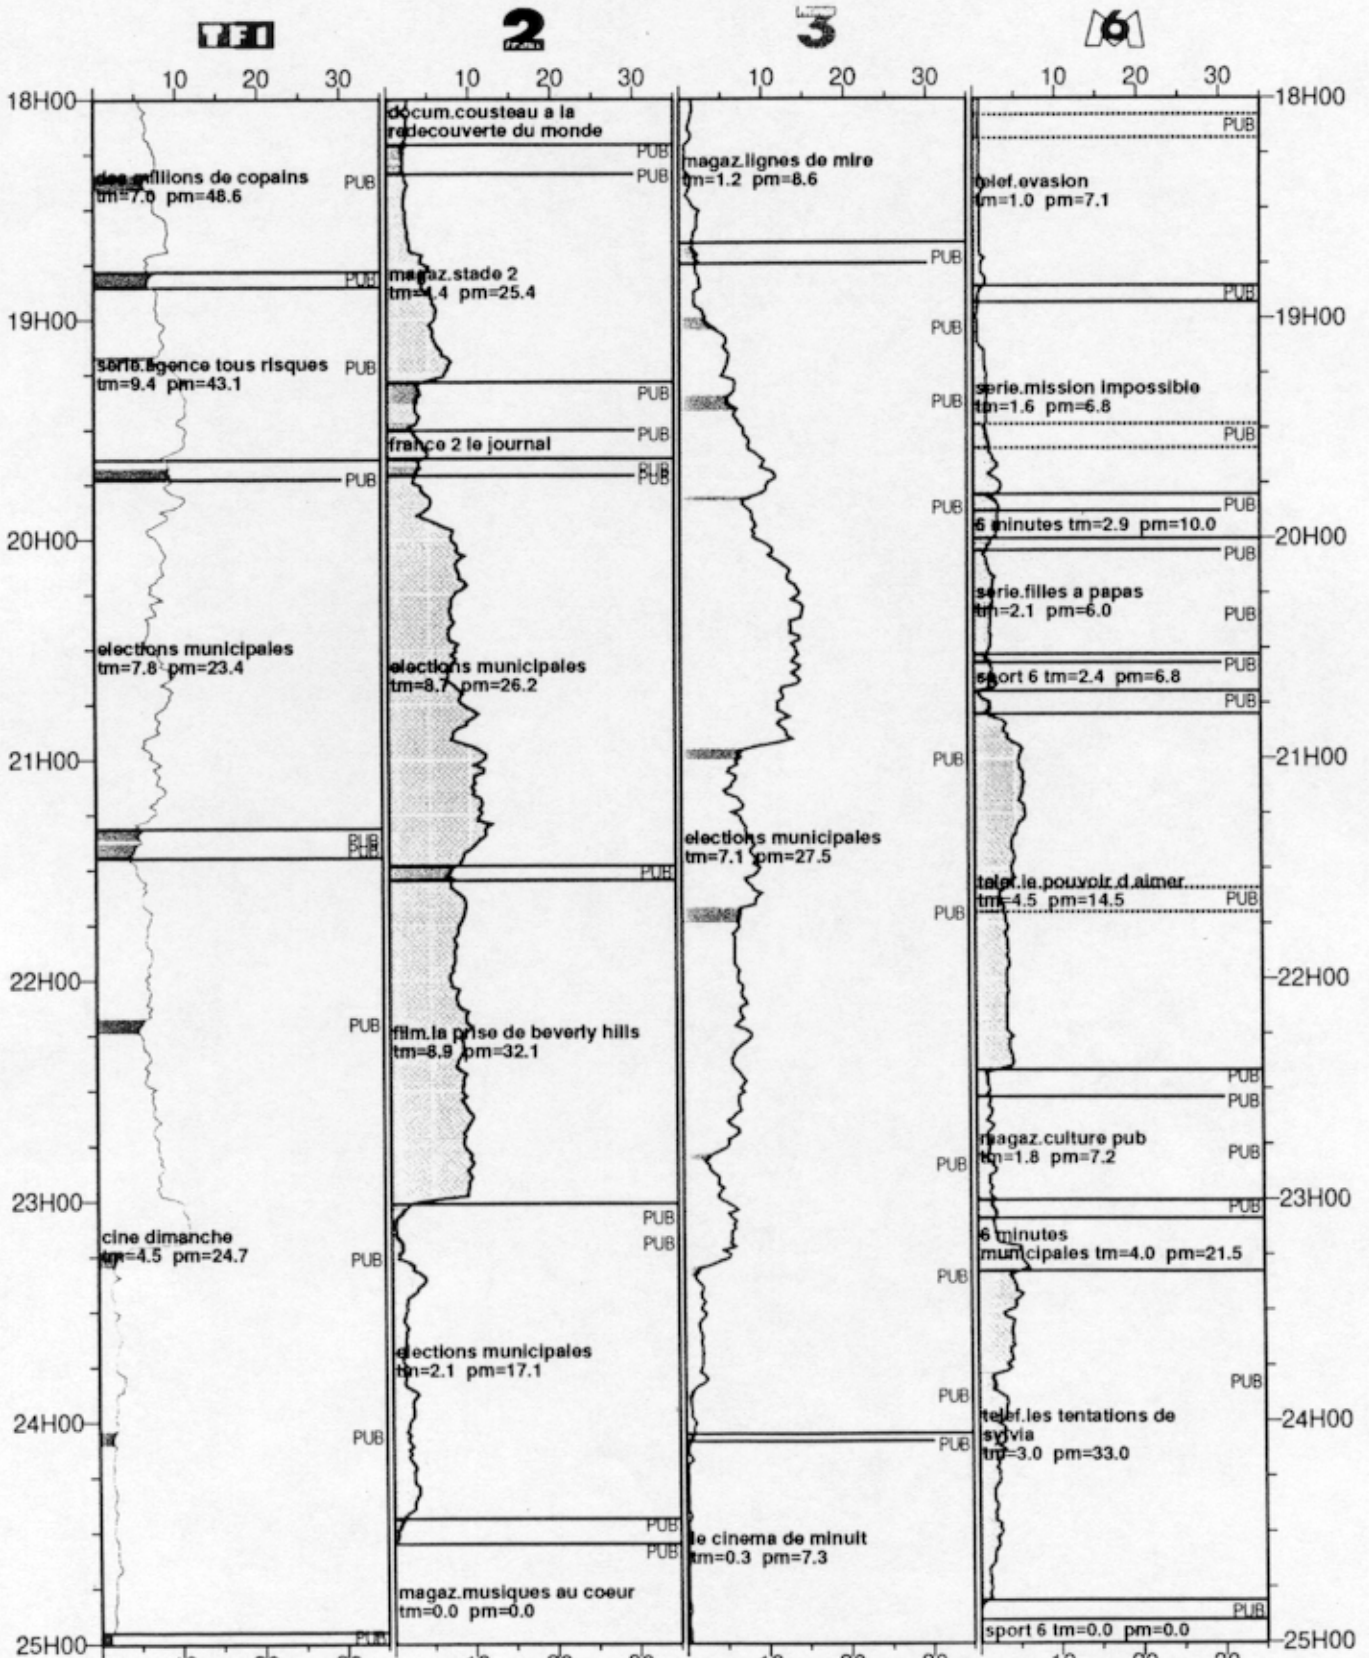 TF1
2
3
M6
10 20 30
10 20 30
10 20 30
10 20 30
18H00
19H00
20H00
21H00
22H00
23H00
24H00
25H00
PUB
tm=7.0 pm=48.6
PUB
serie.agence tous risques
PUB
tm=9.4 pm=43.1
PUB
elections municipales
tm=7.8 pm=23.4
PUB
PUB
PUB
cine dimanche
tm=4.5 pm=24.7
PUB
PUB
PUB
docum.cousteau a la
redecouverte du monde
PUB
PUB
magaz.stade 2
tm=4.4 pm=25.4
PUB
PUB
france 2 le journal
PUB
PUB
elections municipales
tm=8.7 pm=26.2
PUB
film.la prise de beverly hills
tm=8.9 pm=32.1
PUB
PUB
elections municipales
tm=2.1 pm=17.1
PUB
PUB
magaz.musiques au coeur
tm=0.0 pm=0.0
magaz.lignes de mire
tm=1.2 pm=8.6
PUB
PUB
PUB
PUB
PUB
elections municipales
tm=7.1 pm=27.5
PUB
PUB
PUB
PUB
PUB
le cinema de minuit
tm=0.3 pm=7.3
PUB
telef.evasion
tm=1.0 pm=7.1
PUB
serie.mission impossible
tm=1.6 pm=6.8
PUB
PUB
6 minutes tm=2.9 pm=10.0
PUB
serie.filles a papas
tm=2.1 pm=6.0
PUB
PUB
sport 6 tm=2.4 pm=6.8
PUB
telef.le pouvoir d aimer
tm=4.5 pm=14.5
PUB
PUB
PUB
magaz.culture pub
tm=1.8 pm=7.2
PUB
PUB
6 minutes
municipales tm=4.0 pm=21.5
PUB
telef.les tentations de
sylvia
tm=3.0 pm=33.0
PUB
sport 6 tm=0.0 pm=0.0
18H00
19H00
20H00
21H00
22H00
23H00
24H00
25H00